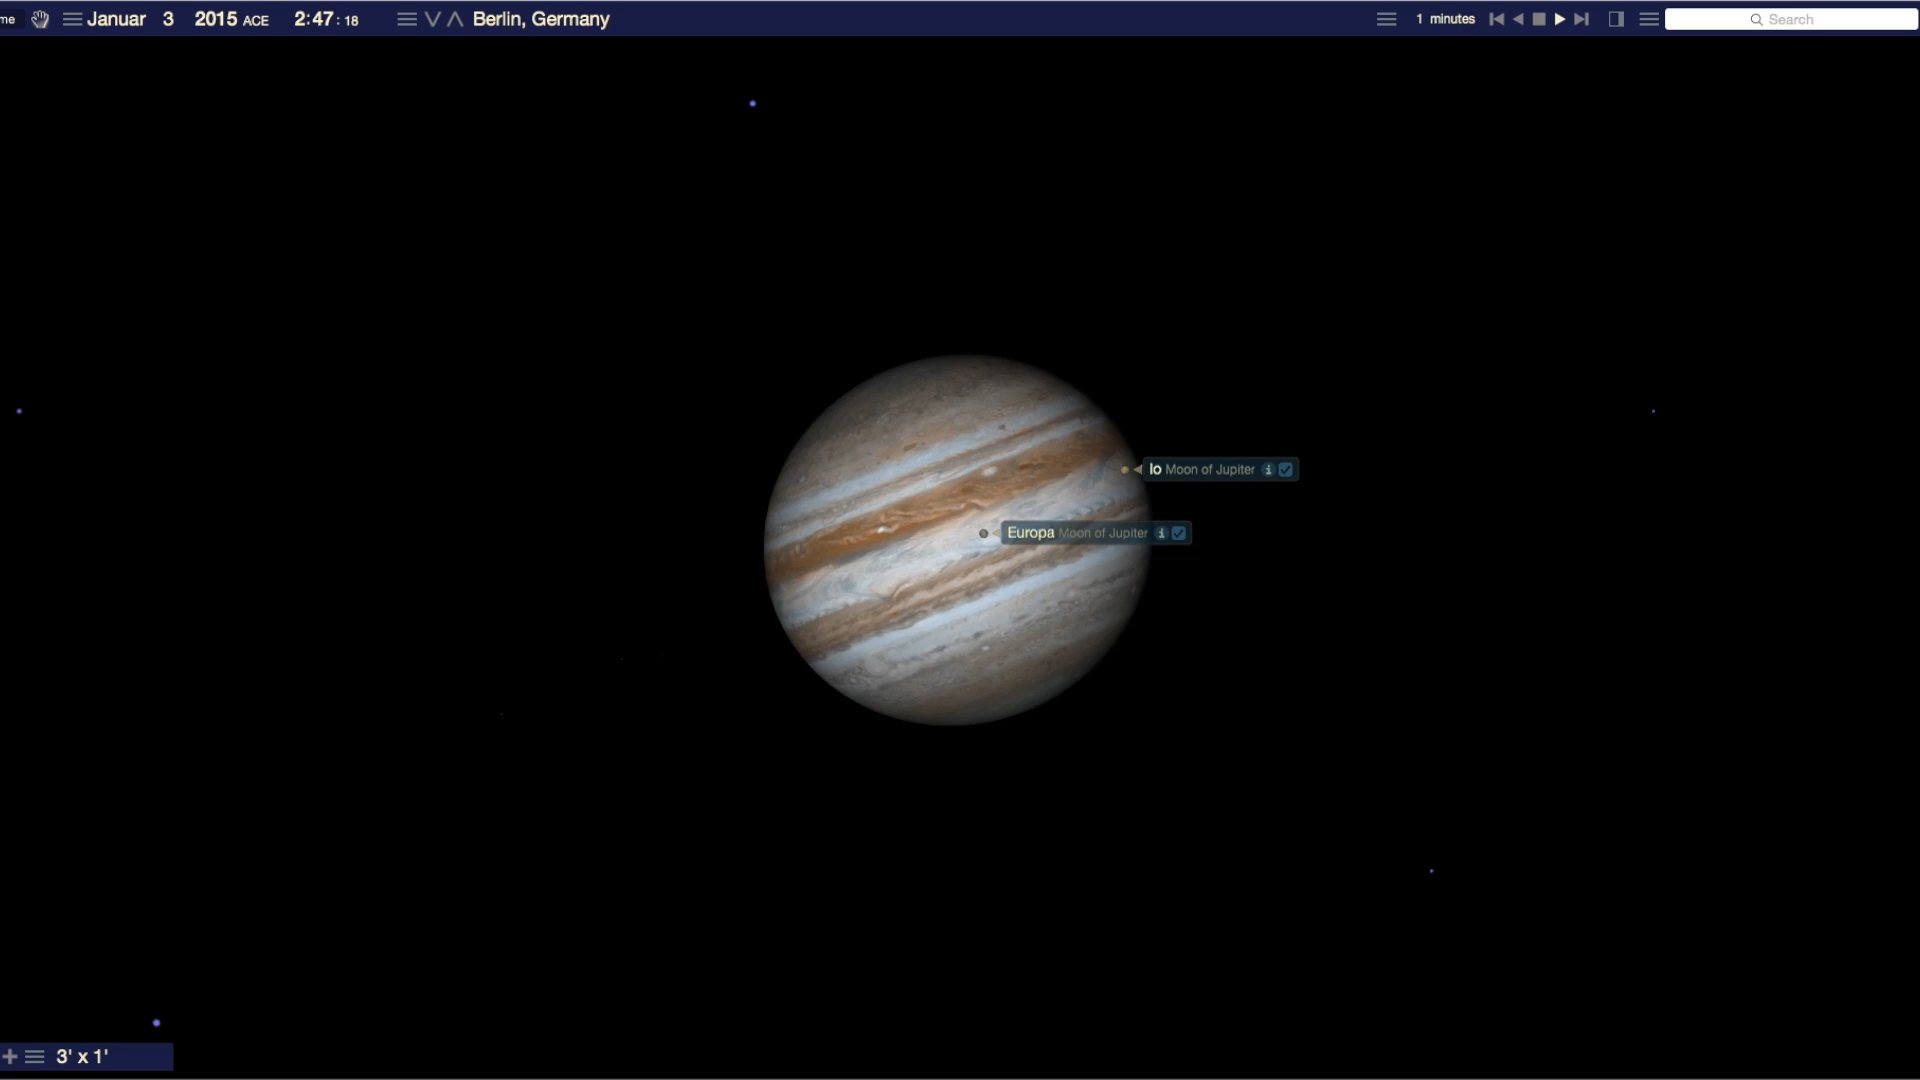 me Januar 3 2015 ACE 2:47: 18 Berlin, Germany 1 minutes Search
Io Moon of Jupiter i
Europa Moon of Jupiter i
3' x 1'